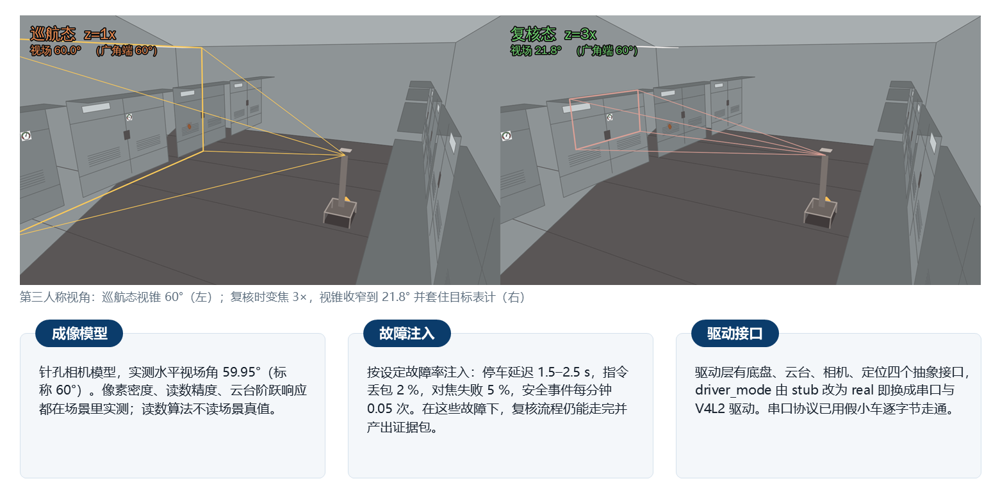 巡航态 z=1x
视场 60.0° （广角端 60°）
复核态 z=3x
视场 21.8° （广角端 60°）
第三人称视角：巡航态视锥 60°（左）；复核时变焦 3×，视锥收窄到 21.8° 并套住目标表计（右）
成像模型
针孔相机模型，实测水平视场角 59.95°（标
称 60°）。像素密度、读数精度、云台阶跃响应
都在场景里实测；读数算法不读场景真值。
故障注入
按设定故障率注入：停车延迟 1.5–2.5 s，指令
丢包 2 %，对焦失败 5 %，安全事件每分钟
0.05 次。在这些故障下，复核流程仍能走完并
产出证据包。
驱动接口
驱动层有底盘、云台、相机、定位四个抽象接口，
driver_mode 由 stub 改为 real 即换成串口与
V4L2 驱动。串口协议已用假小车逐字节走通。